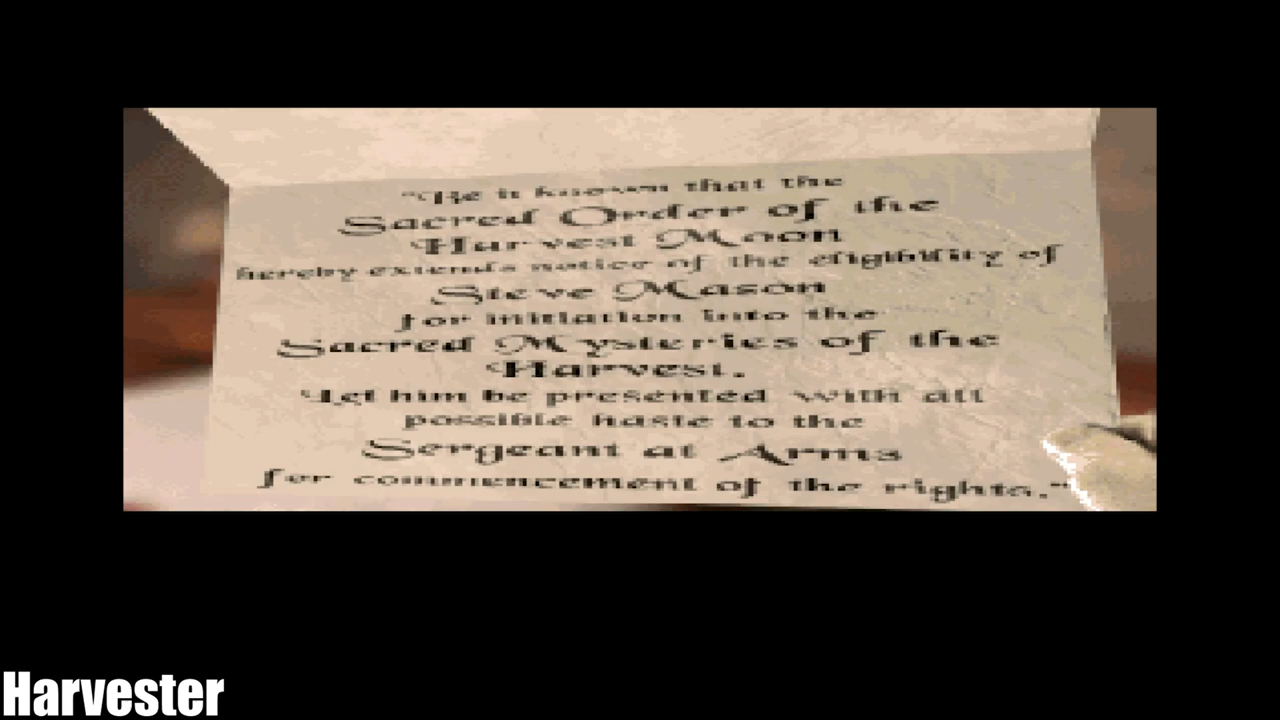 "Be it known that the
Sacred Order of the
Harvest Moon
hereby extends notice of the eligibility of
Steve Mason
for initiation into the
Sacred Mysteries of the
Harvest.
Let him be presented with all
possible haste to the
Sergeant at Arms
for commencement of the rights."
Harvester